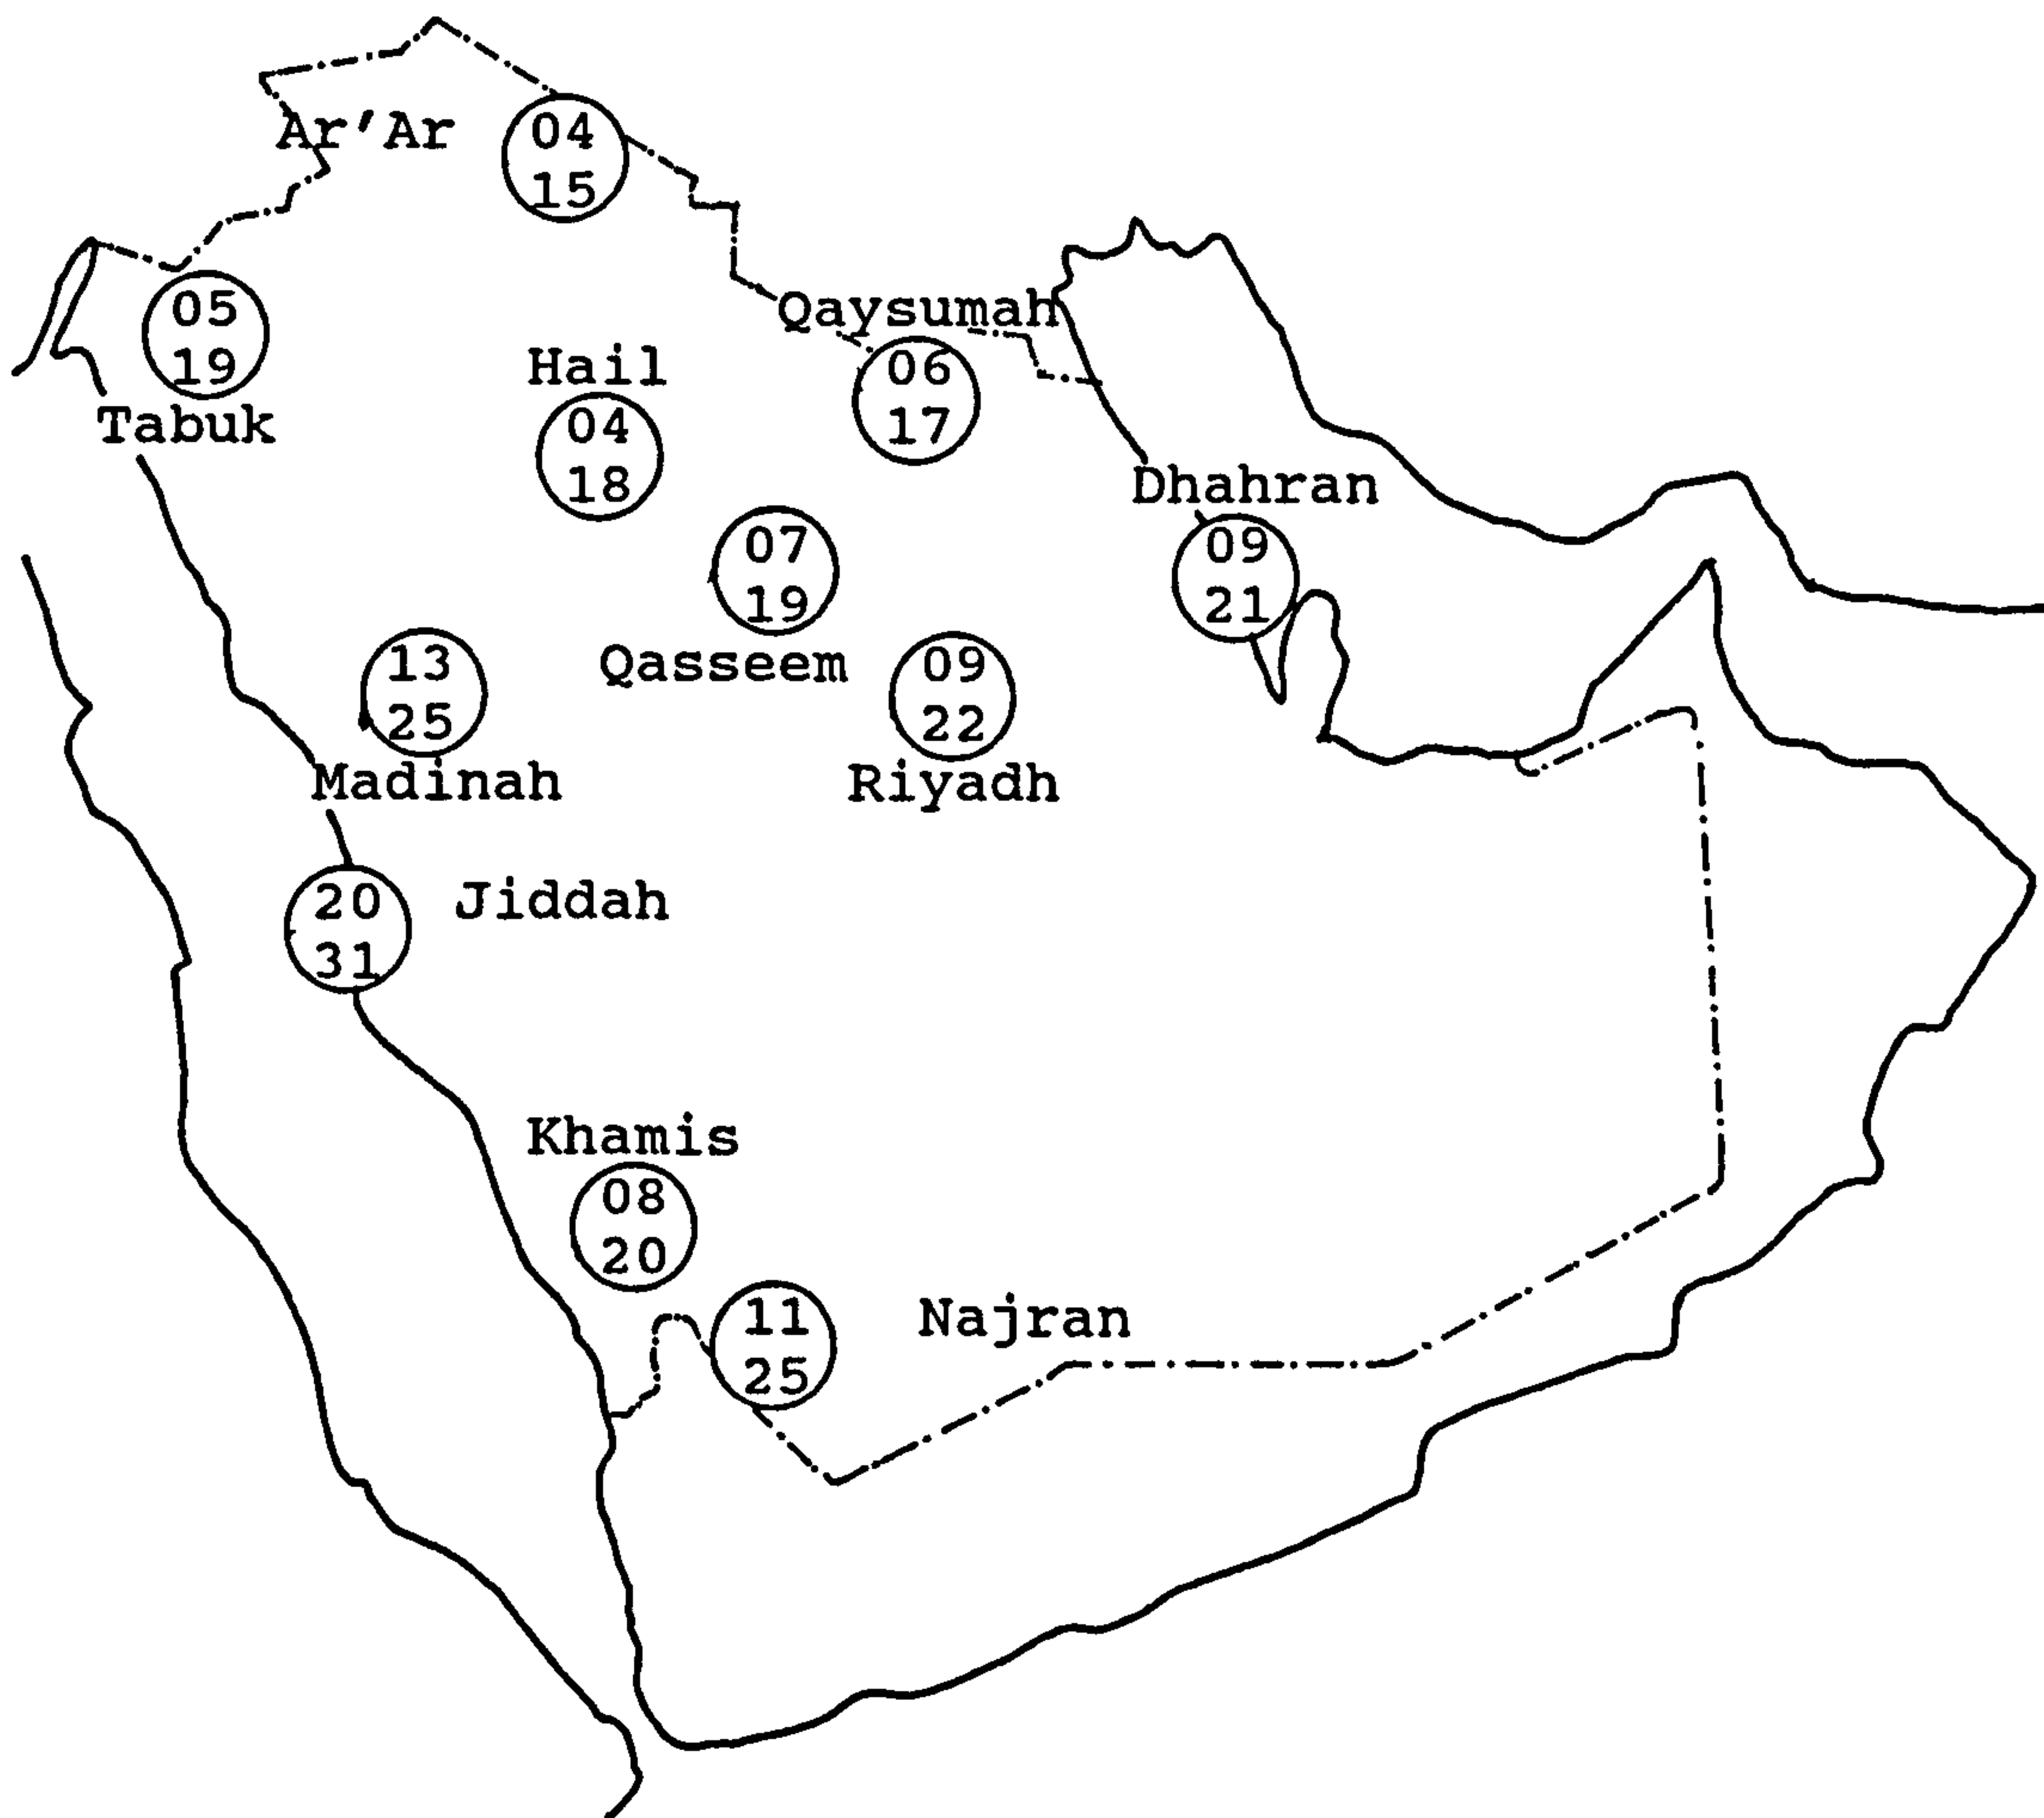 Ar'Ar
04
15
05
19
Tabuk
Qaysumah
06
17
Hail
04
18
Dhahran
09
21
07
19
Qasseem
13
25
Madinah
09
22
Riyadh
20
31
Jiddah
Khamis
08
20
11
25
Najran